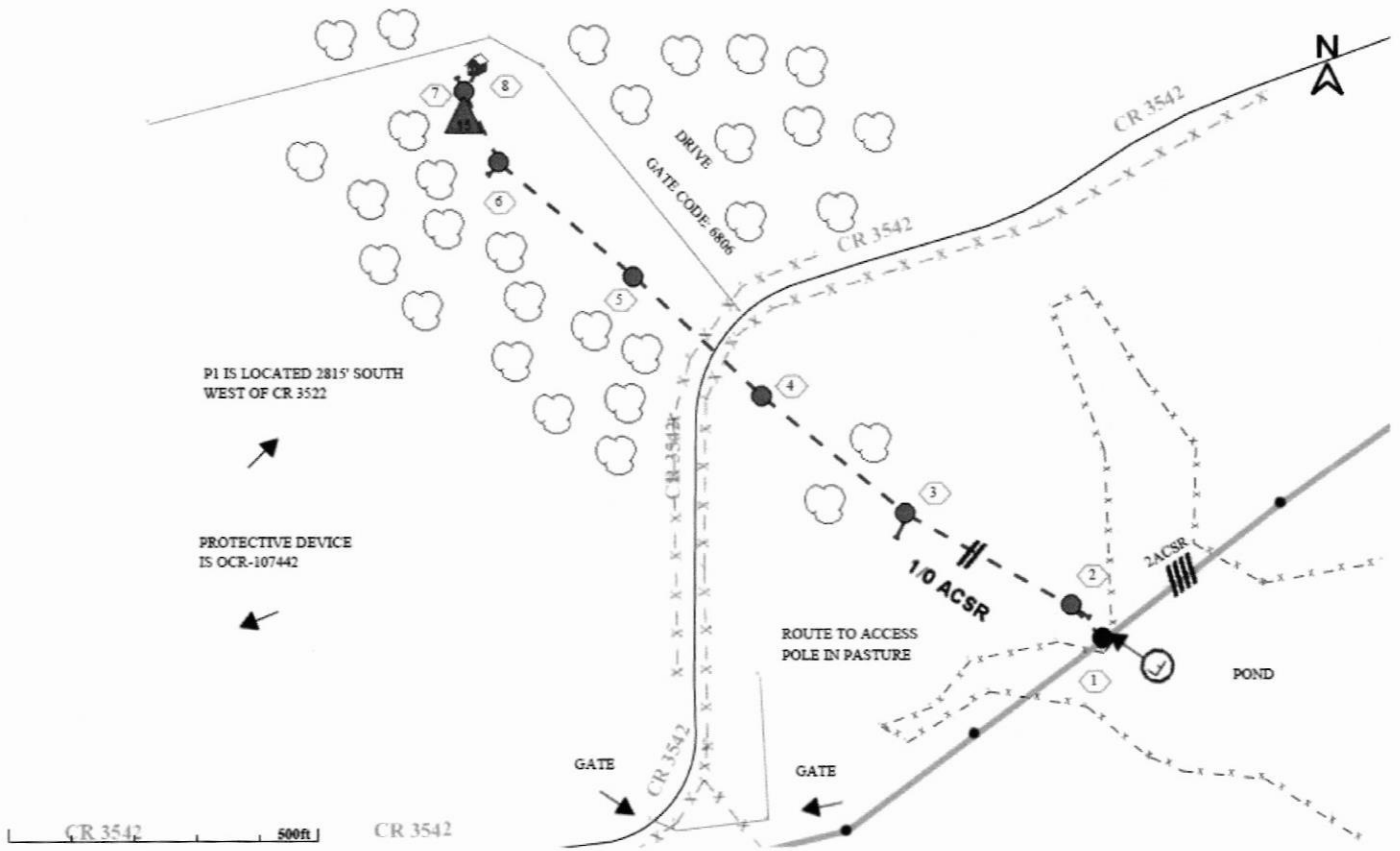 N
CR 3542
8
7
DRIVE
GATE CODE: 6806
6
CR 3542
5
P1 IS LOCATED 2815' SOUTH
WEST OF CR 3522
4
CR 3542
3
PROTECTIVE DEVICE
IS OCR-107442
2ACSR
1/0 ACSR
2
ROUTE TO ACCESS
POLE IN PASTURE
1
POND
CR 3542
GATE
GATE
CR 3542
500ft
CR 3542